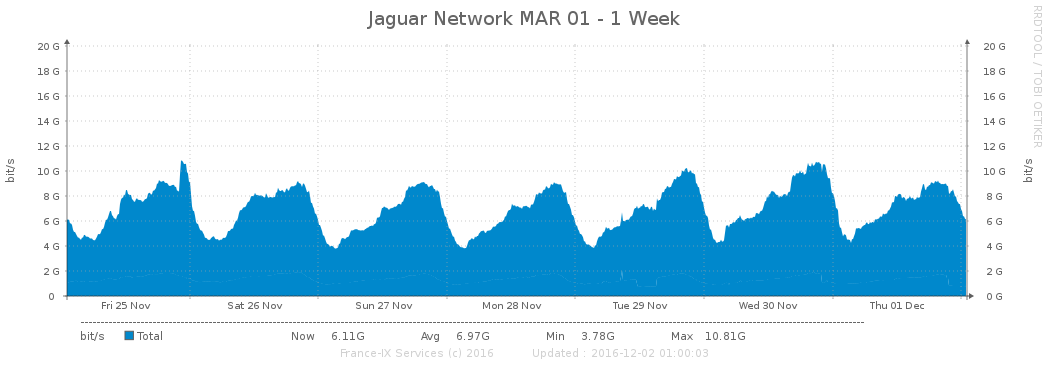 Jaguar Network MAR 01 - 1 Week
RRDTOOL / TOBI OETIKER
bit/s
20 G 20 G
18 G 18 G
16 G 16 G
14 G 14 G
12 G 12 G
10 G 10 G
8 G 8 G
6 G 6 G
4 G 4 G
2 G 2 G
0 0 G
bit/s
Fri 25 Nov Sat 26 Nov Sun 27 Nov Mon 28 Nov Tue 29 Nov Wed 30 Nov Thu 01 Dec
bit/s Total Now 6.11G Avg 6.97G Min 3.78G Max 10.81G
France-IX Services (c) 2016 Updated : 2016-12-02 01:00:03